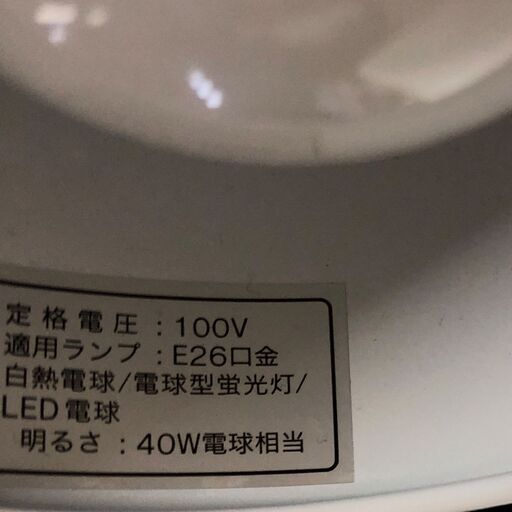 定格電圧：100V
適用ランプ：E26口金
白熱電球/電球型蛍光灯/
LED電球
明るさ：40W電球相当